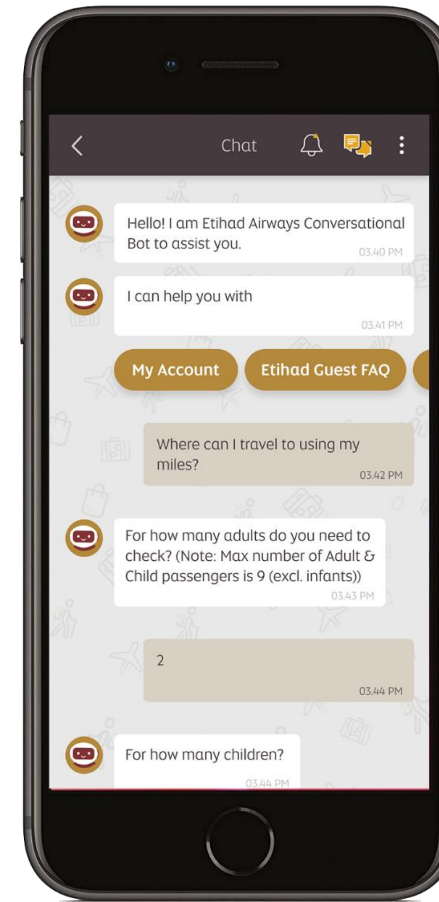 Chat
Hello! I am Etihad Airways Conversational
Bot to assist you.
03.40 PM
I can help you with
03.41 PM
My Account
Etihad Guest FAQ
Where can I travel to using my
miles?
03.42 PM
For how many adults do you need to
check? (Note: Max number of Adult &
Child passengers is 9 (excl. infants))
03.43 PM
2
03.44 PM
For how many children?
03.44 PM